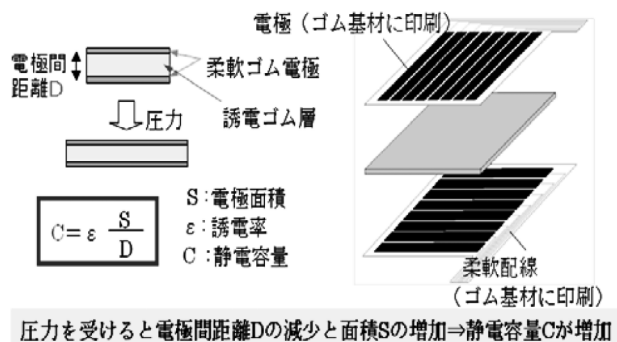 電極間
距離D
柔軟ゴム電極
誘電ゴム層
圧力
C=ε S/D
S：電極面積
ε：誘電率
C：静電容量
電極（ゴム基材に印刷）
柔軟配線
（ゴム基材に印刷）
圧力を受けると電極間距離Dの減少と面積Sの増加⇒静電容量Cが増加